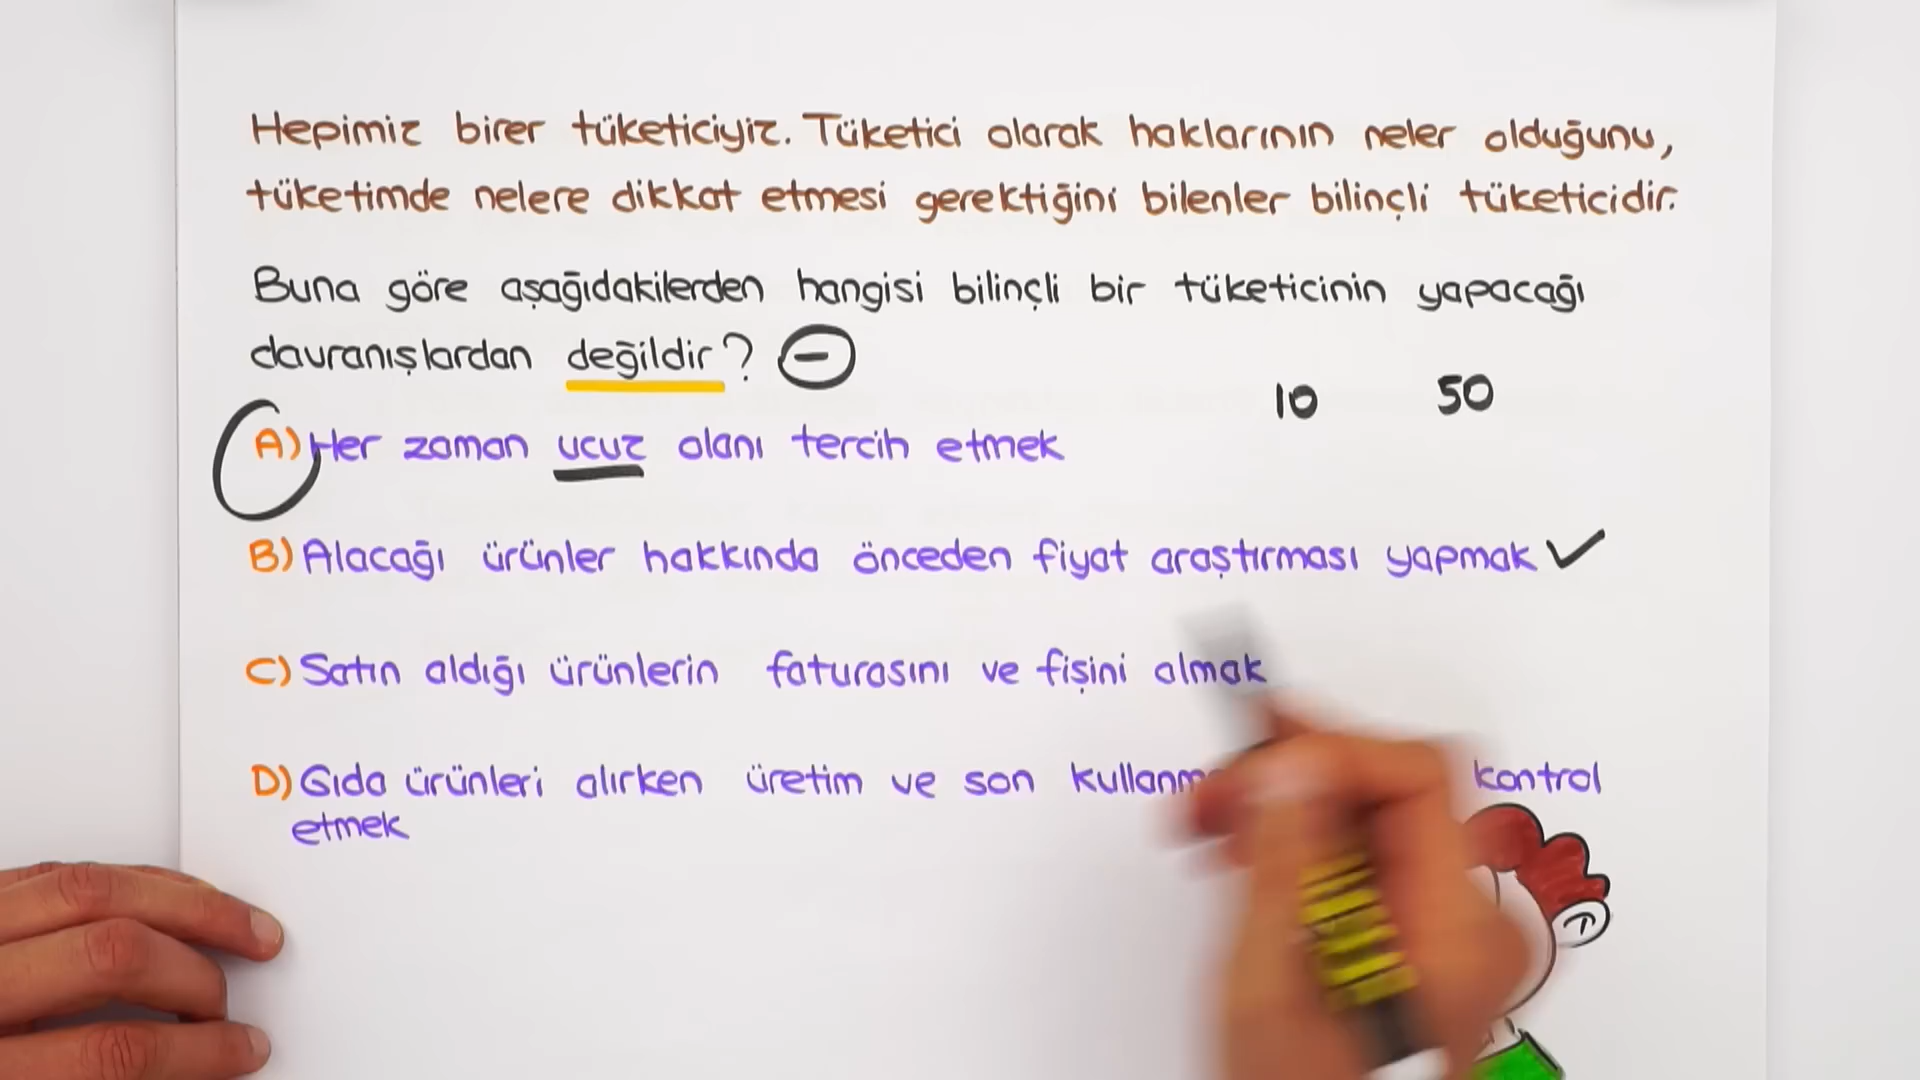 Hepimiz birer tüketiciyiz. Tüketici olarak haklarının neler olduğunu,
tüketimde nelere dikkat etmesi gerektiğini bilenler bilinçli tüketicidir.
Buna göre aşağıdakilerden hangisi bilinçli bir tüketicinin yapacağı
davranışlardan değildir? -
10 50
A) Her zaman ucuz olanı tercih etmek
B) Alacağı ürünler hakkında önceden fiyat araştırması yapmak
C) Satın aldığı ürünlerin faturasını ve fişini almak
D) Gıda ürünleri alırken üretim ve son kontrol
etmek